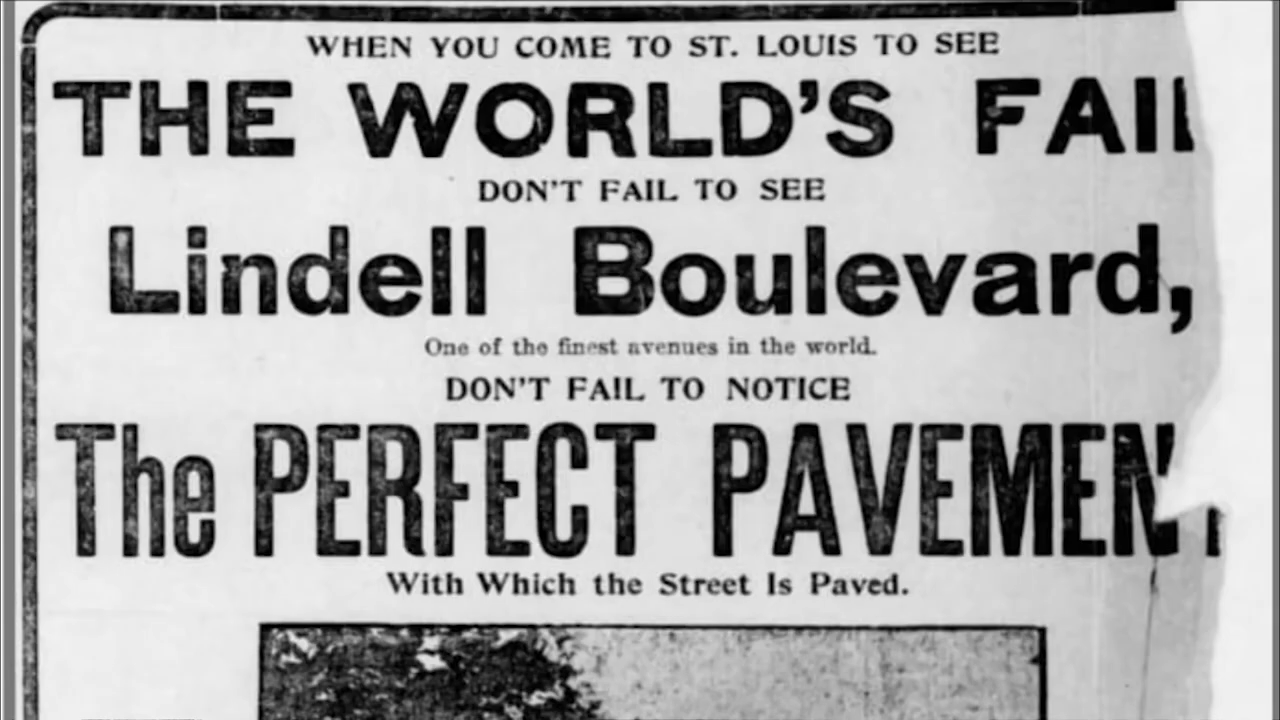 WHEN YOU COME TO ST. LOUIS TO SEE
THE WORLD'S FAI
DON'T FAIL TO SEE
Lindell Boulevard,
One of the finest avenues in the world.
DON'T FAIL TO NOTICE
The PERFECT PAVEMENT
With Which the Street Is Paved.